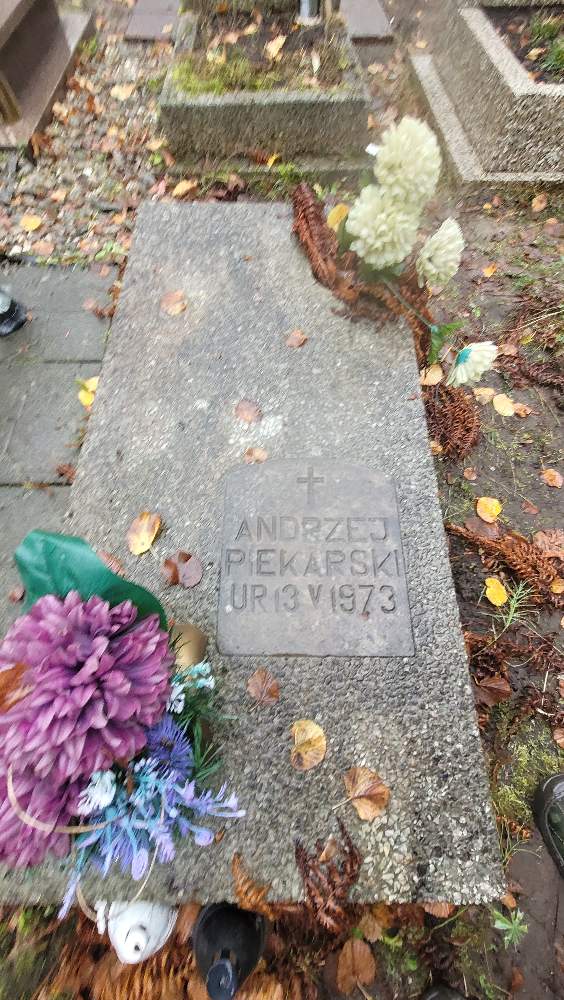 ANDRZEJ
PIEKARSKI
UR 13 V 1973